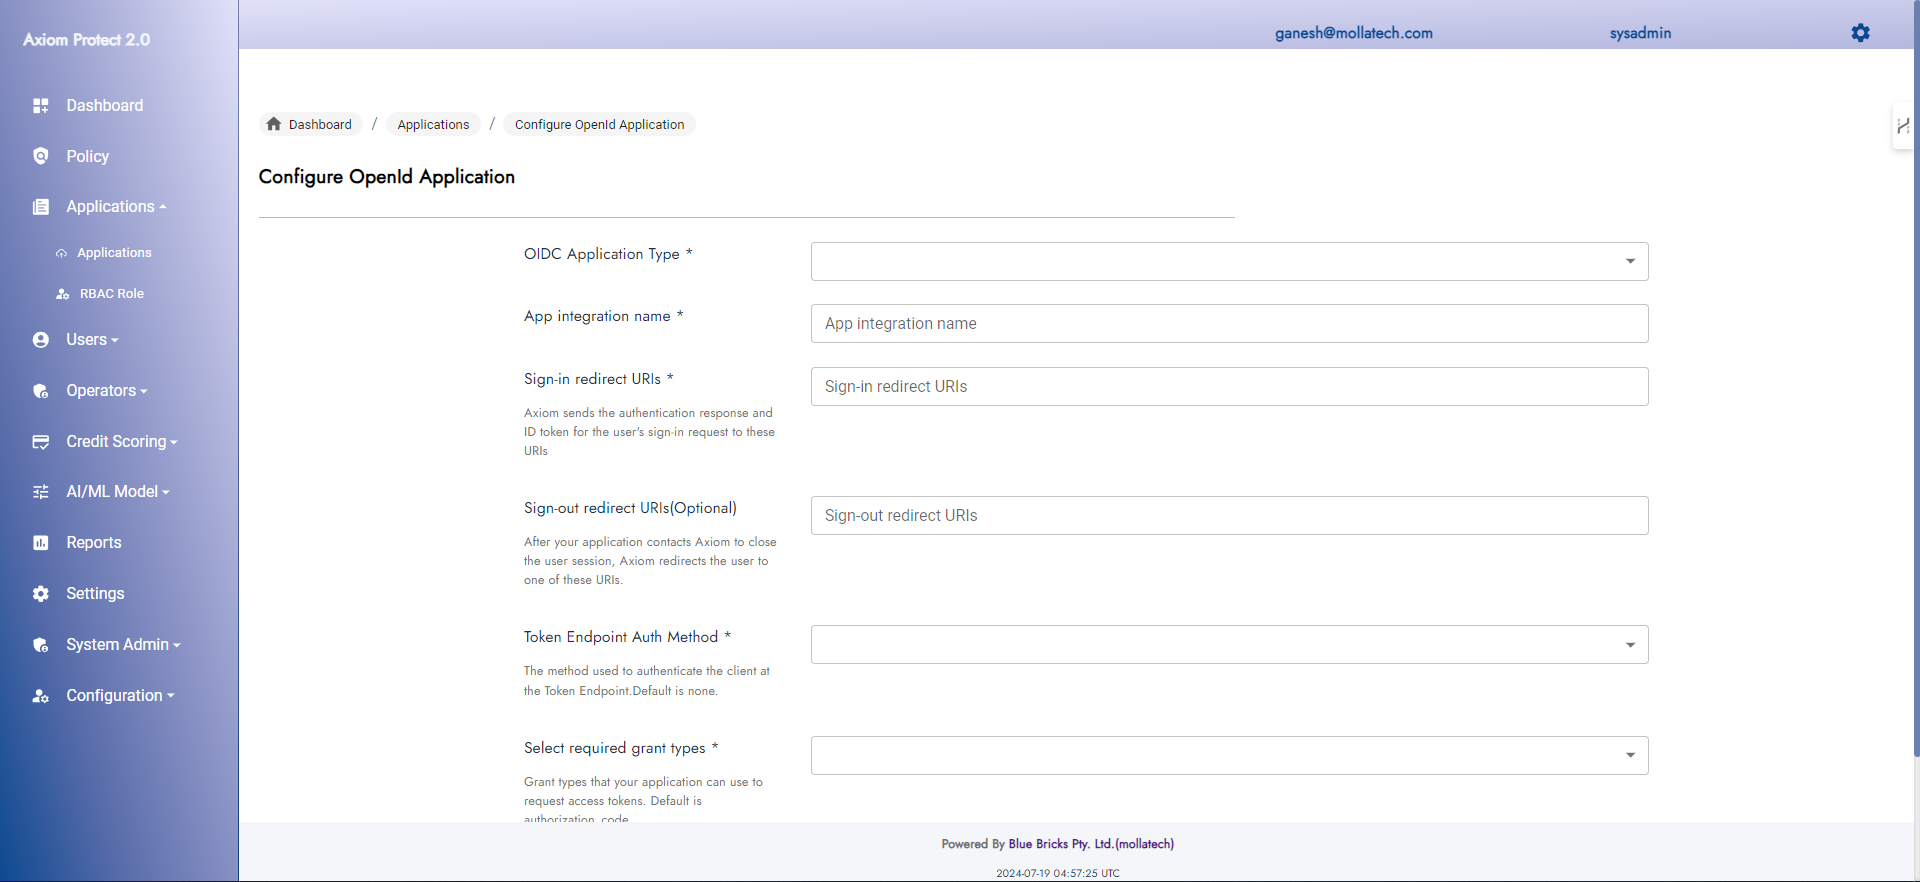 Axiom Protect 2.0
ganesh@mollatech.com
sysadmin
Dashboard
Policy
Applications
Applications
RBAC Role
Users
Operators
Credit Scoring
AI/ML Model
Reports
Settings
System Admin
Configuration
Dashboard / Applications / Configure OpenId Application
Configure OpenId Application
OIDC Application Type *
App integration name *
App integration name
Sign-in redirect URIs *
Sign-in redirect URIs
Axiom sends the authentication response and
ID token for the user's sign-in request to these
URIs
Sign-out redirect URIs(Optional)
Sign-out redirect URIs
After your application contacts Axiom to close
the user session, Axiom redirects the user to
one of these URIs.
Token Endpoint Auth Method *
The method used to authenticate the client at
the Token Endpoint.Default is none.
Select required grant types *
Grant types that your application can use to
request access tokens. Default is
authorization_code
Powered By Blue Bricks Pty. Ltd.(mollatech)
2024-07-19 04:57:25 UTC